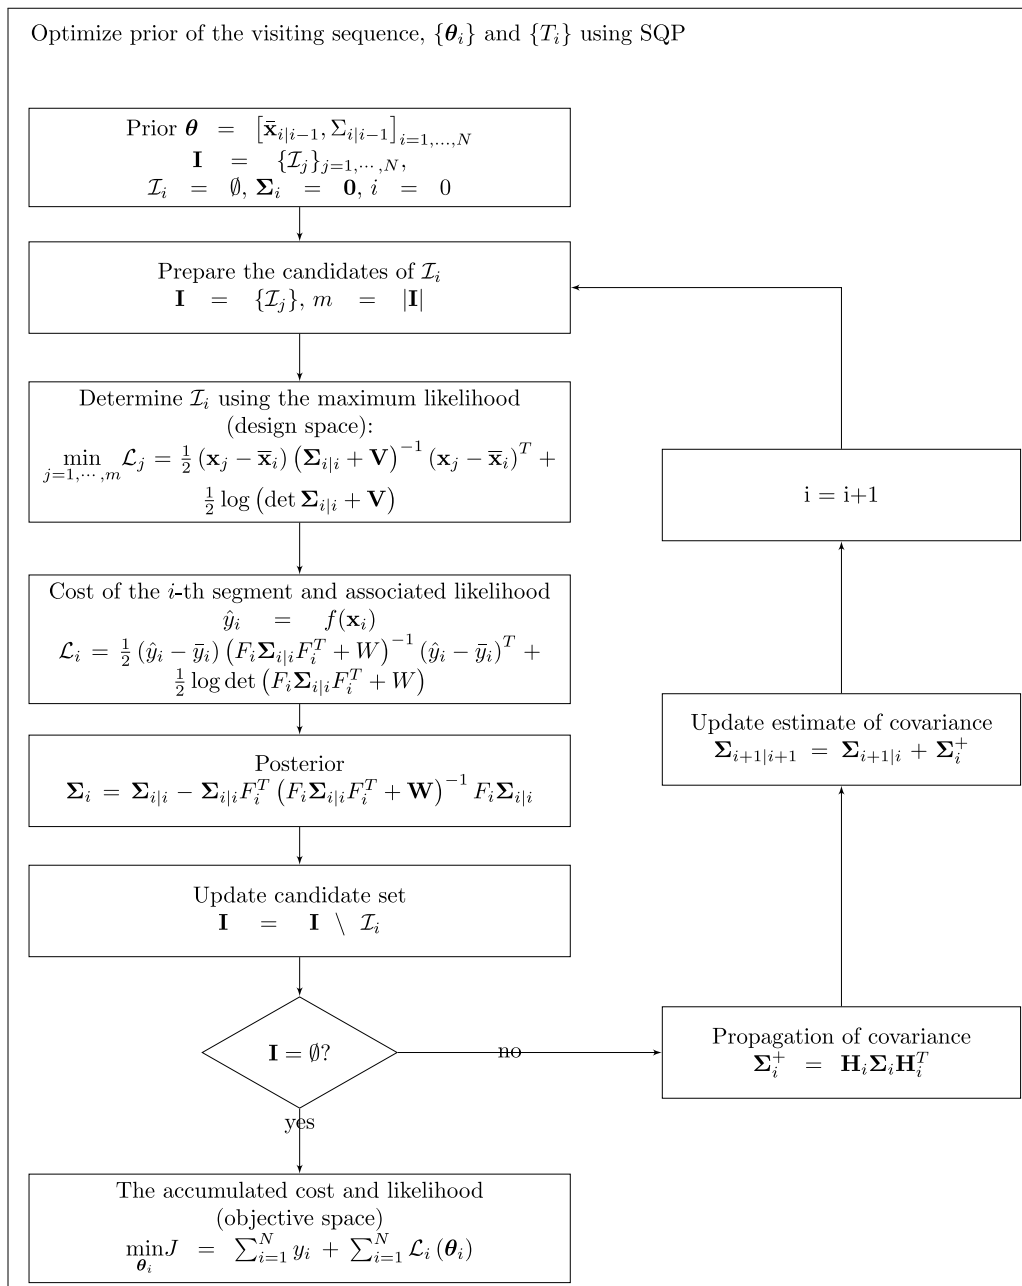 Optimize prior of the visiting sequence, {θ_i} and {T_i} using SQP
Prior θ = [x̄_{i|i−1}, Σ_{i|i−1}]_{i=1,...,N}
I = {ℐ_j}_{j=1,⋯,N},
ℐ_i = ∅, Σ_i = 0, i = 0
Prepare the candidates of ℐ_i
I = {ℐ_j}, m = |I|
Determine ℐ_i using the maximum likelihood
(design space):
min_{j=1,⋯,m} ℒ_j = ½ (x_j − x̄_i) (Σ_{i|i} + V)^{−1} (x_j − x̄_i)^T +
½ log (det Σ_{i|i} + V)
Cost of the i-th segment and associated likelihood
ŷ_i = f(x_i)
ℒ_i = ½ (ŷ_i − ȳ_i) (F_i Σ_{i|i} F_i^T + W)^{−1} (ŷ_i − ȳ_i)^T +
½ log det (F_i Σ_{i|i} F_i^T + W)
Posterior
Σ_i = Σ_{i|i} − Σ_{i|i} F_i^T (F_i Σ_{i|i} F_i^T + W)^{−1} F_i Σ_{i|i}
Update candidate set
I = I \ ℐ_i
I = ∅?
no
yes
Propagation of covariance
Σ_i^+ = H_i Σ_i H_i^T
Update estimate of covariance
Σ_{i+1|i+1} = Σ_{i+1|i} + Σ_i^+
i = i+1
The accumulated cost and likelihood
(objective space)
min_{θ_i} J = ∑_{i=1}^N y_i + ∑_{i=1}^N ℒ_i (θ_i)